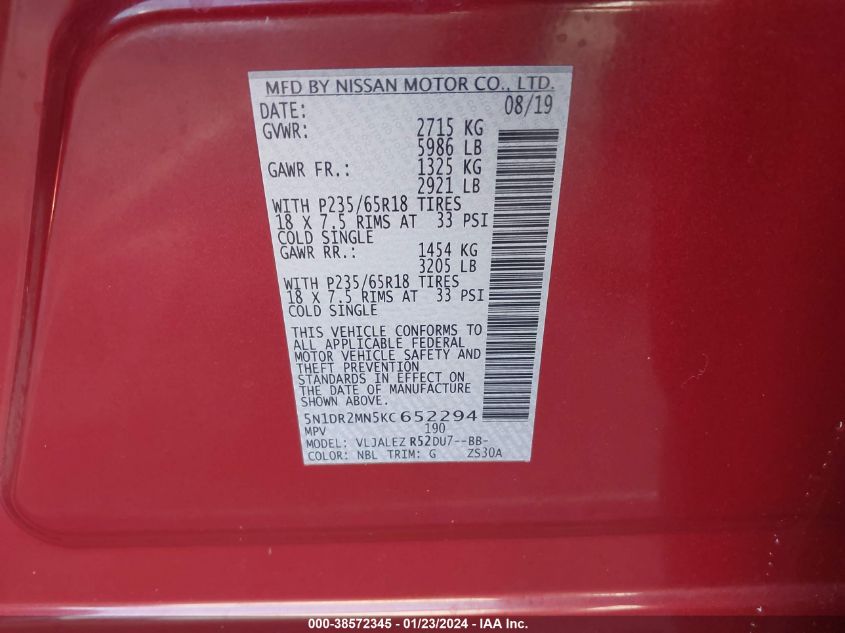 MFD BY NISSAN MOTOR CO., LTD.
DATE: 08/19
GVWR: 2715 KG
5986 LB
GAWR FR.: 1325 KG
2921 LB
WITH P235/65R18 TIRES
18 X 7.5 RIMS AT 33 PSI
COLD SINGLE
GAWR RR.: 1454 KG
3205 LB
WITH P235/65R18 TIRES
18 X 7.5 RIMS AT 33 PSI
COLD SINGLE
THIS VEHICLE CONFORMS TO
ALL APPLICABLE FEDERAL
MOTOR VEHICLE SAFETY AND
THEFT PREVENTION
STANDARDS IN EFFECT ON
THE DATE OF MANUFACTURE
SHOWN ABOVE.
5N1DR2MN5KC652294
MPV 190
MODEL: VLJALEZ R52DU7--BB-
COLOR: NBL TRIM: G ZS30A
000-38572345 - 01/23/2024 - IAA Inc.